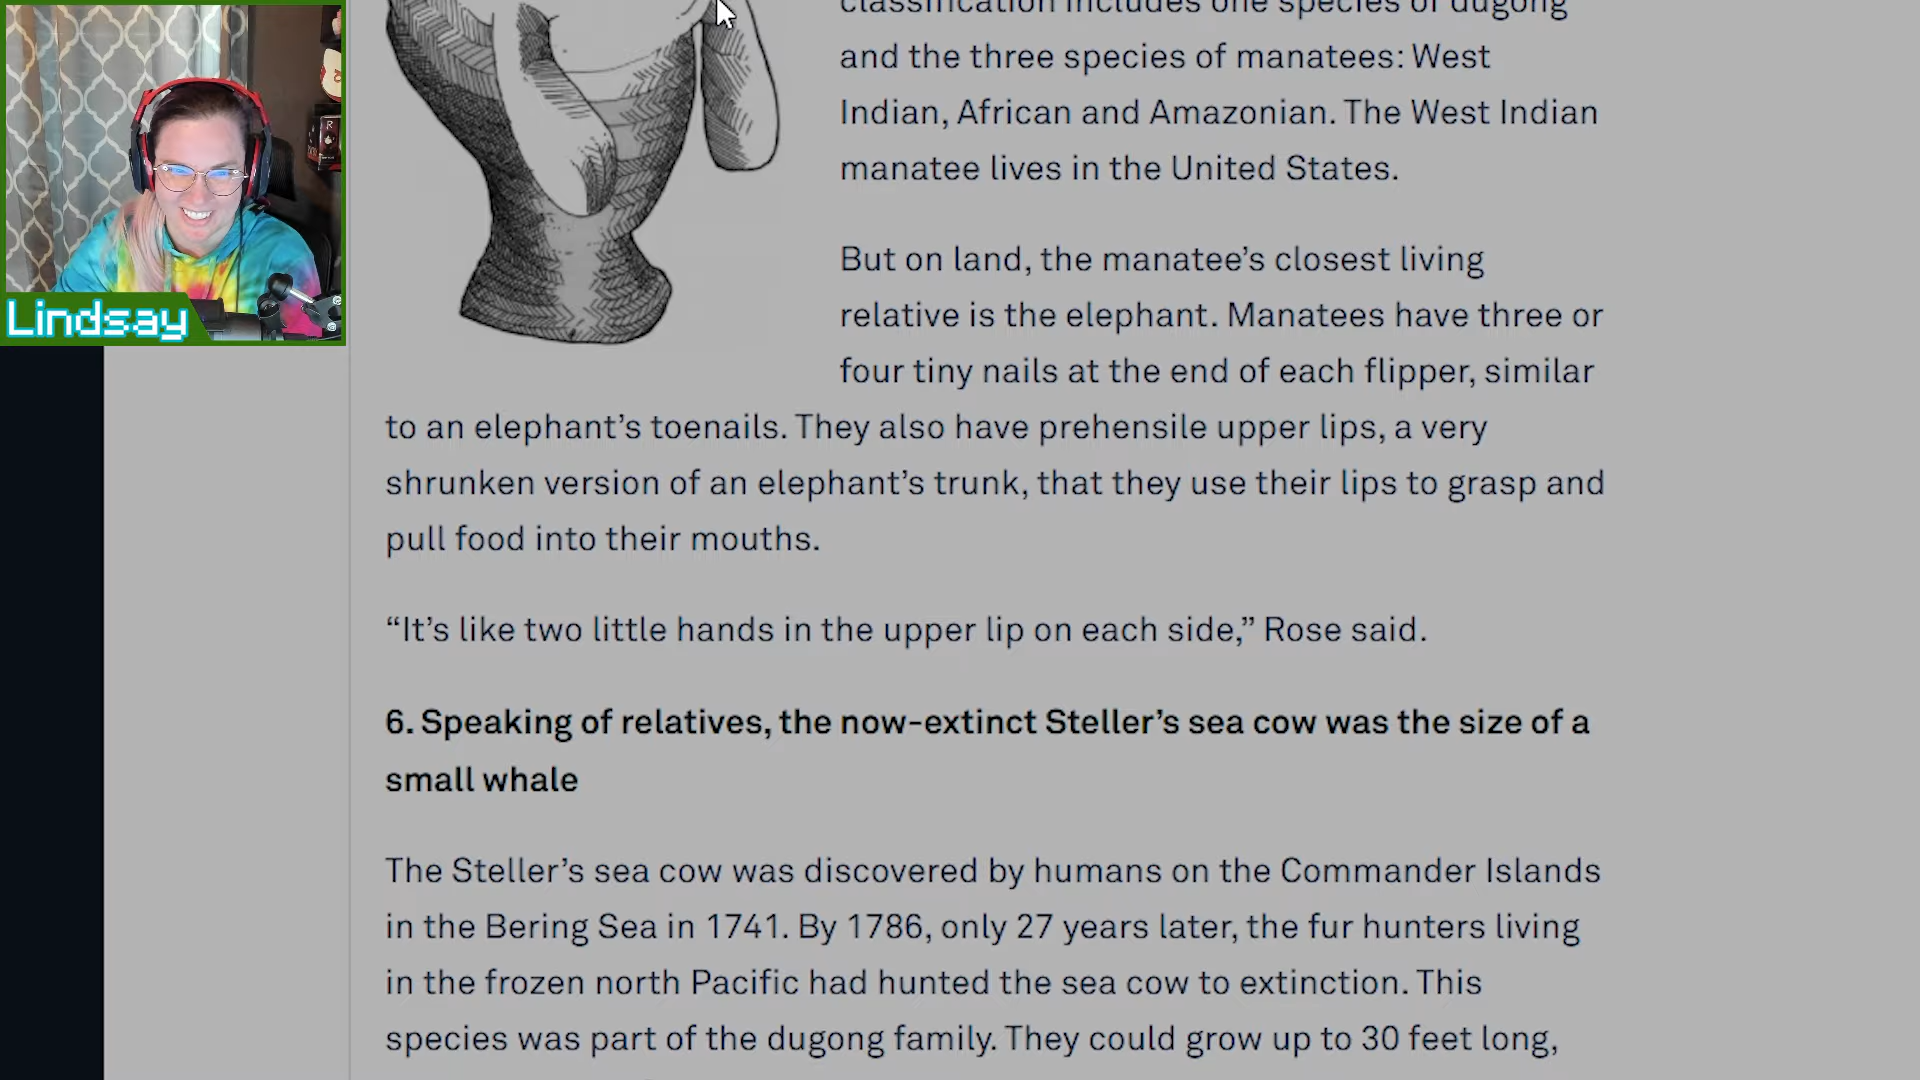 Lindsay
classification includes one species of dugong
and the three species of manatees: West
Indian, African and Amazonian. The West Indian
manatee lives in the United States.
But on land, the manatee’s closest living
relative is the elephant. Manatees have three or
four tiny nails at the end of each flipper, similar
to an elephant’s toenails. They also have prehensile upper lips, a very
shrunken version of an elephant’s trunk, that they use their lips to grasp and
pull food into their mouths.
“It’s like two little hands in the upper lip on each side,” Rose said.
6. Speaking of relatives, the now-extinct Steller’s sea cow was the size of a
small whale
The Steller’s sea cow was discovered by humans on the Commander Islands
in the Bering Sea in 1741. By 1786, only 27 years later, the fur hunters living
in the frozen north Pacific had hunted the sea cow to extinction. This
species was part of the dugong family. They could grow up to 30 feet long,